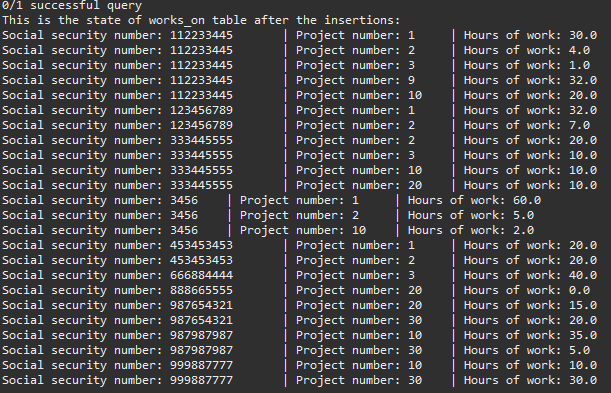 0/1 successful query
This is the state of works_on table after the insertions:
Social security number: 112233445 | Project number: 1 | Hours of work: 30.0
Social security number: 112233445 | Project number: 2 | Hours of work: 4.0
Social security number: 112233445 | Project number: 3 | Hours of work: 1.0
Social security number: 112233445 | Project number: 9 | Hours of work: 32.0
Social security number: 112233445 | Project number: 10 | Hours of work: 20.0
Social security number: 123456789 | Project number: 1 | Hours of work: 32.0
Social security number: 123456789 | Project number: 2 | Hours of work: 7.0
Social security number: 333445555 | Project number: 2 | Hours of work: 20.0
Social security number: 333445555 | Project number: 3 | Hours of work: 10.0
Social security number: 333445555 | Project number: 10 | Hours of work: 10.0
Social security number: 333445555 | Project number: 20 | Hours of work: 10.0
Social security number: 3456 | Project number: 1 | Hours of work: 60.0
Social security number: 3456 | Project number: 2 | Hours of work: 5.0
Social security number: 3456 | Project number: 10 | Hours of work: 2.0
Social security number: 453453453 | Project number: 1 | Hours of work: 20.0
Social security number: 453453453 | Project number: 2 | Hours of work: 20.0
Social security number: 666884444 | Project number: 3 | Hours of work: 40.0
Social security number: 888665555 | Project number: 20 | Hours of work: 0.0
Social security number: 987654321 | Project number: 20 | Hours of work: 15.0
Social security number: 987654321 | Project number: 30 | Hours of work: 20.0
Social security number: 987987987 | Project number: 10 | Hours of work: 35.0
Social security number: 987987987 | Project number: 30 | Hours of work: 5.0
Social security number: 999887777 | Project number: 10 | Hours of work: 10.0
Social security number: 999887777 | Project number: 30 | Hours of work: 30.0